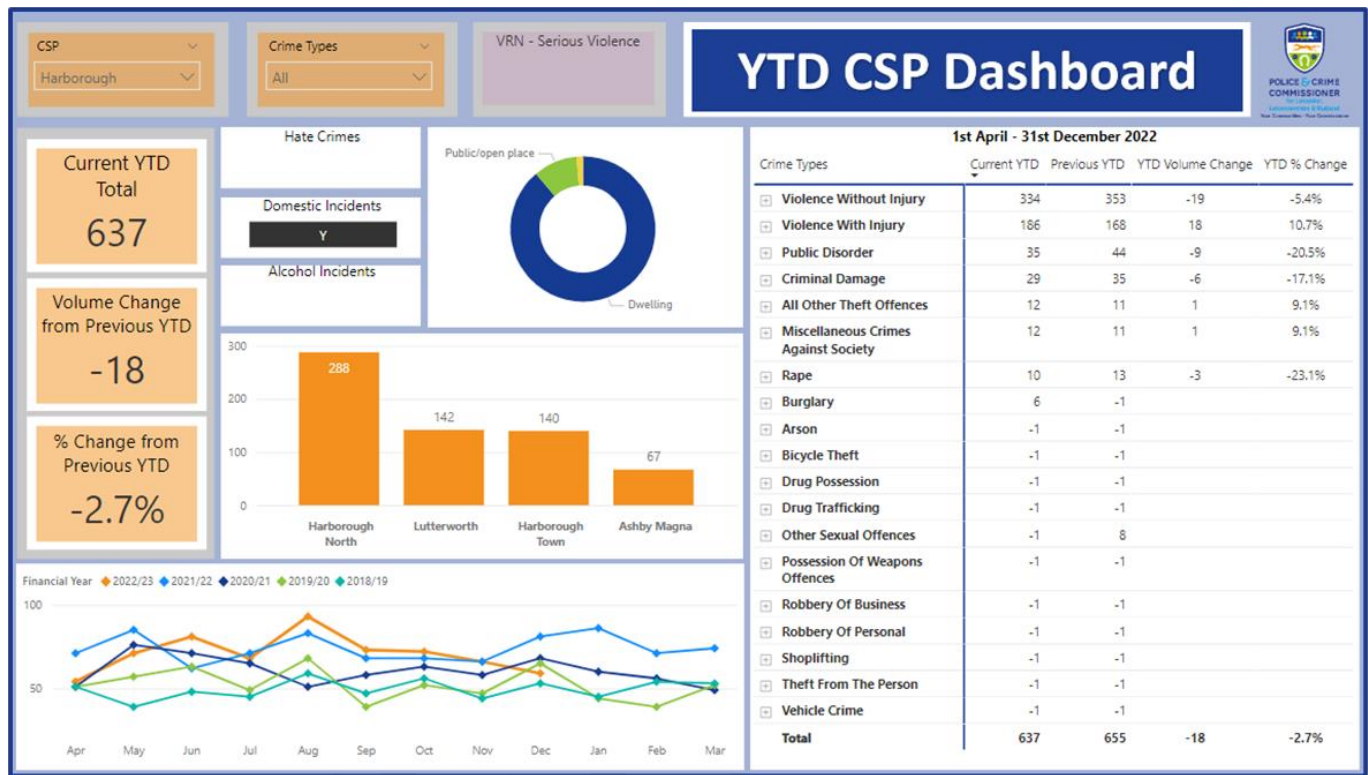 CSP
Harborough
Crime Types
All
VRN - Serious Violence
YTD CSP Dashboard
POLICE & CRIME
COMMISSIONER
Current YTD
Total
637
Volume Change
from Previous YTD
-18
% Change from
Previous YTD
-2.7%
Hate Crimes
Domestic Incidents
Y
Alcohol Incidents
Public/open place
Dwelling
300
200
100
0
288
142
140
67
Harborough
North
Lutterworth
Harborough
Town
Ashby Magna
Financial Year 2022/23 2021/22 2020/21 2019/20 2018/19
100
50
Apr May Jun Jul Aug Sep Oct Nov Dec Jan Feb Mar
1st April - 31st December 2022
Crime Types Current YTD Previous YTD YTD Volume Change YTD % Change
Violence Without Injury 334 353 -19 -5.4%
Violence With Injury 186 168 18 10.7%
Public Disorder 35 44 -9 -20.5%
Criminal Damage 29 35 -6 -17.1%
All Other Theft Offences 12 11 1 9.1%
Miscellaneous Crimes 12 11 1 9.1%
Against Society
Rape 10 13 -3 -23.1%
Burglary 6 -1
Arson -1 -1
Bicycle Theft -1 -1
Drug Possession -1 -1
Drug Trafficking -1 -1
Other Sexual Offences -1 8
Possession Of Weapons -1 -1
Offences
Robbery Of Business -1 -1
Robbery Of Personal -1 -1
Shoplifting -1 -1
Theft From The Person -1 -1
Vehicle Crime -1 -1
Total 637 655 -18 -2.7%